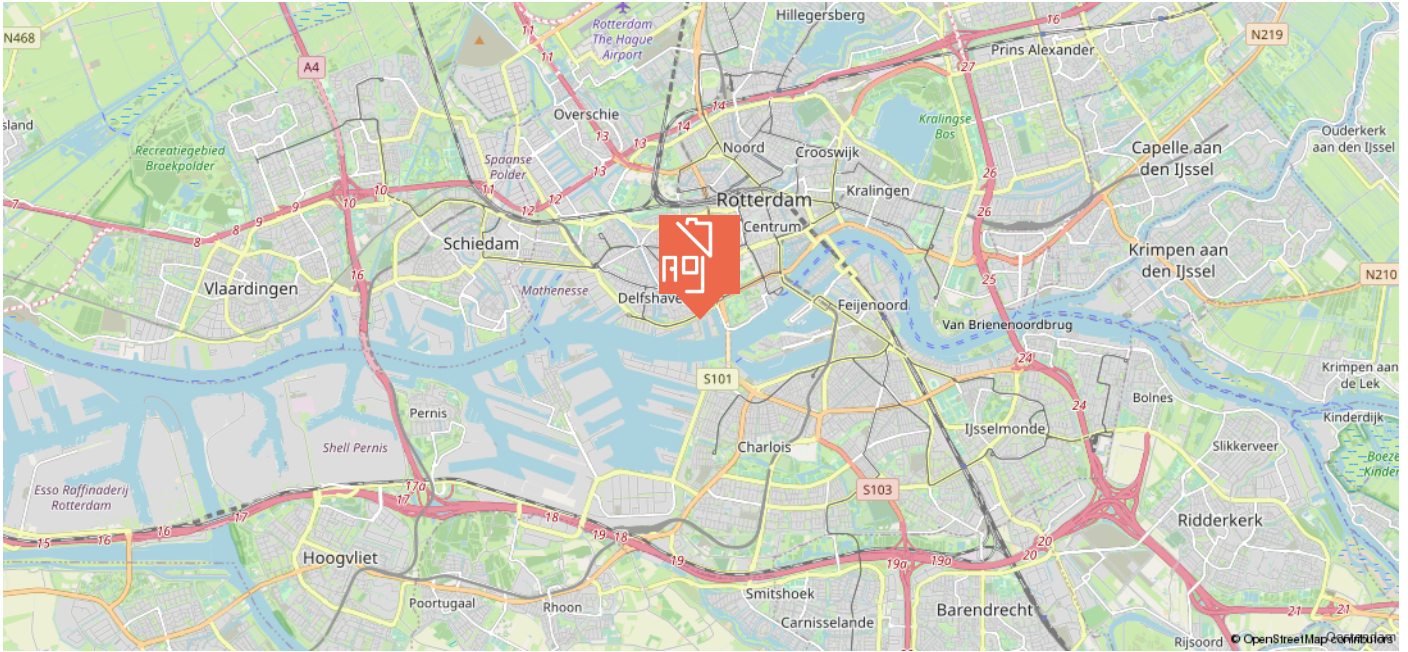 Hillegersberg
16
N468
Rotterdam
The Hague
Airport
11
N219
Prins Alexander
11
27
A4
14
Overschie
14
13
Kralingse
Bos
sland
Ouderkerk
aan den IJssel
13
Noord
Crooswijk
Capelle aan
den IJssel
Recreatiegebied
Broekpolder
Spaanse
Polder
13
26
10
11
12
Kralingen
7
10
9
9
8
8
12
Rotterdam
26
Centrum
Schiedam
Krimpen aan
den IJssel
16
25
N210
Vlaardingen
Mathenesse
Delfshave
Feijenoord
Van Brienenoordbrug
24
Krimpen aan
de Lek
S101
24
Bolnes
Pernis
Kinderdijk
IJsselmonde
Shell Pernis
Charlois
Slikkerveer
Boeze
Kinder
Esso Raffinaderij
Rotterdam
17a
17
S103
17
16
16
15
18
19
18
Ridderkerk
20
20
Hoogvliet
19
19a
19a
Smitshoek
Poortugaal
Rhoon
Barendrecht
21
21
Carnisselande
Rijsoord
© OpenStreetMap contributors